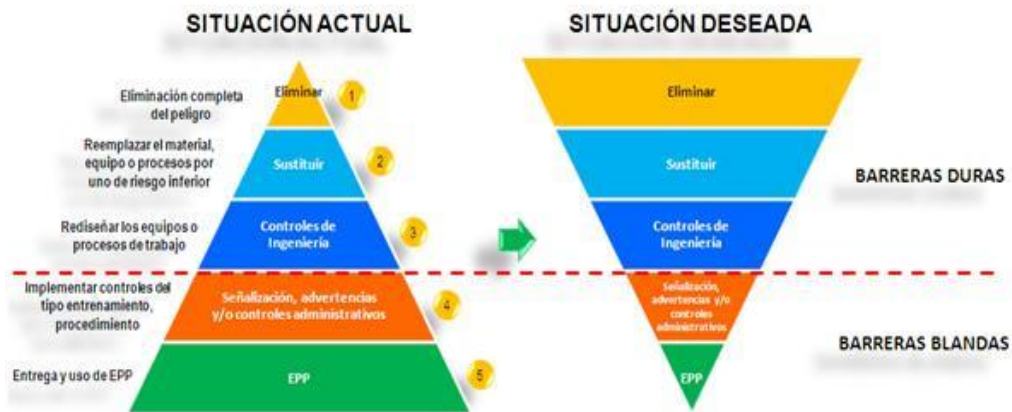 SITUACIÓN ACTUAL
SITUACIÓN DESEADA
Eliminación completa
del peligro
Eliminar
1
Eliminar
Reemplazar el material,
equipo o procesos por
uno de riesgo inferior
Sustituir
2
Sustituir
BARRERAS DURAS
Rediseñar los equipos o
procesos de trabajo
Controles de
Ingeniería
3
Controles de
Ingeniería
Implementar controles del
tipo entrenamiento,
procedimiento
Señalización, advertencias
y/o controles administrativos
4
Señalización,
advertencias y/o
controles
administrativos
BARRERAS BLANDAS
Entrega y uso de EPP
EPP
5
EPP